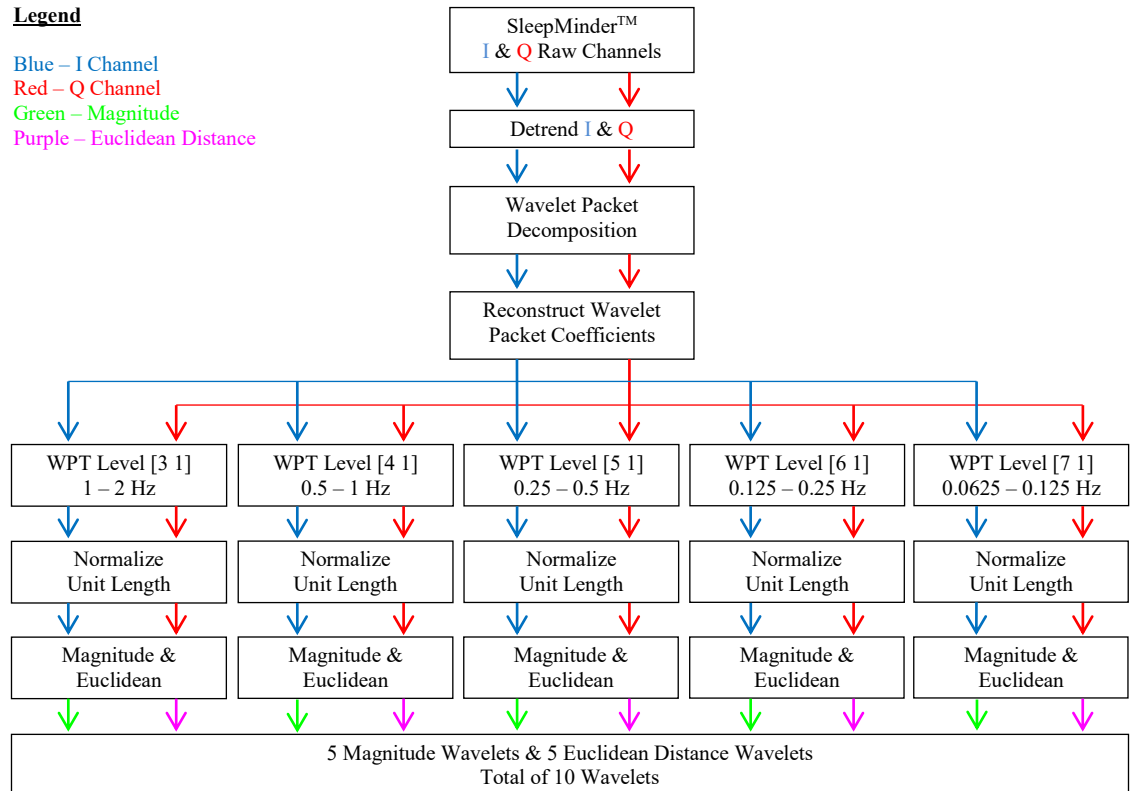 Legend
Blue – I Channel
Red – Q Channel
Green – Magnitude
Purple – Euclidean Distance
SleepMinder™
I & Q Raw Channels
Detrend I & Q
Wavelet Packet
Decomposition
Reconstruct Wavelet
Packet Coefficients
WPT Level [3 1]
1 – 2 Hz
WPT Level [4 1]
0.5 – 1 Hz
WPT Level [5 1]
0.25 – 0.5 Hz
WPT Level [6 1]
0.125 – 0.25 Hz
WPT Level [7 1]
0.0625 – 0.125 Hz
Normalize
Unit Length
Normalize
Unit Length
Normalize
Unit Length
Normalize
Unit Length
Normalize
Unit Length
Magnitude &
Euclidean
Magnitude &
Euclidean
Magnitude &
Euclidean
Magnitude &
Euclidean
Magnitude &
Euclidean
5 Magnitude Wavelets & 5 Euclidean Distance Wavelets
Total of 10 Wavelets